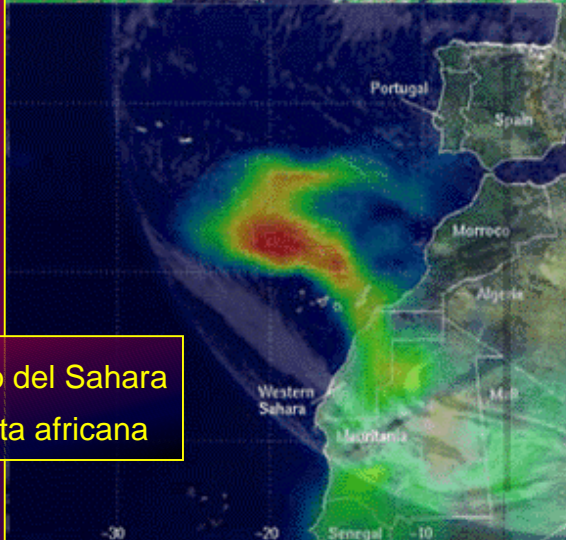 Portugal
Spain
Morroco
Algeria
o del Sahara
ta africana
Western
Sahara
Mali
Mauritania
-30
-20
Senegal
-10